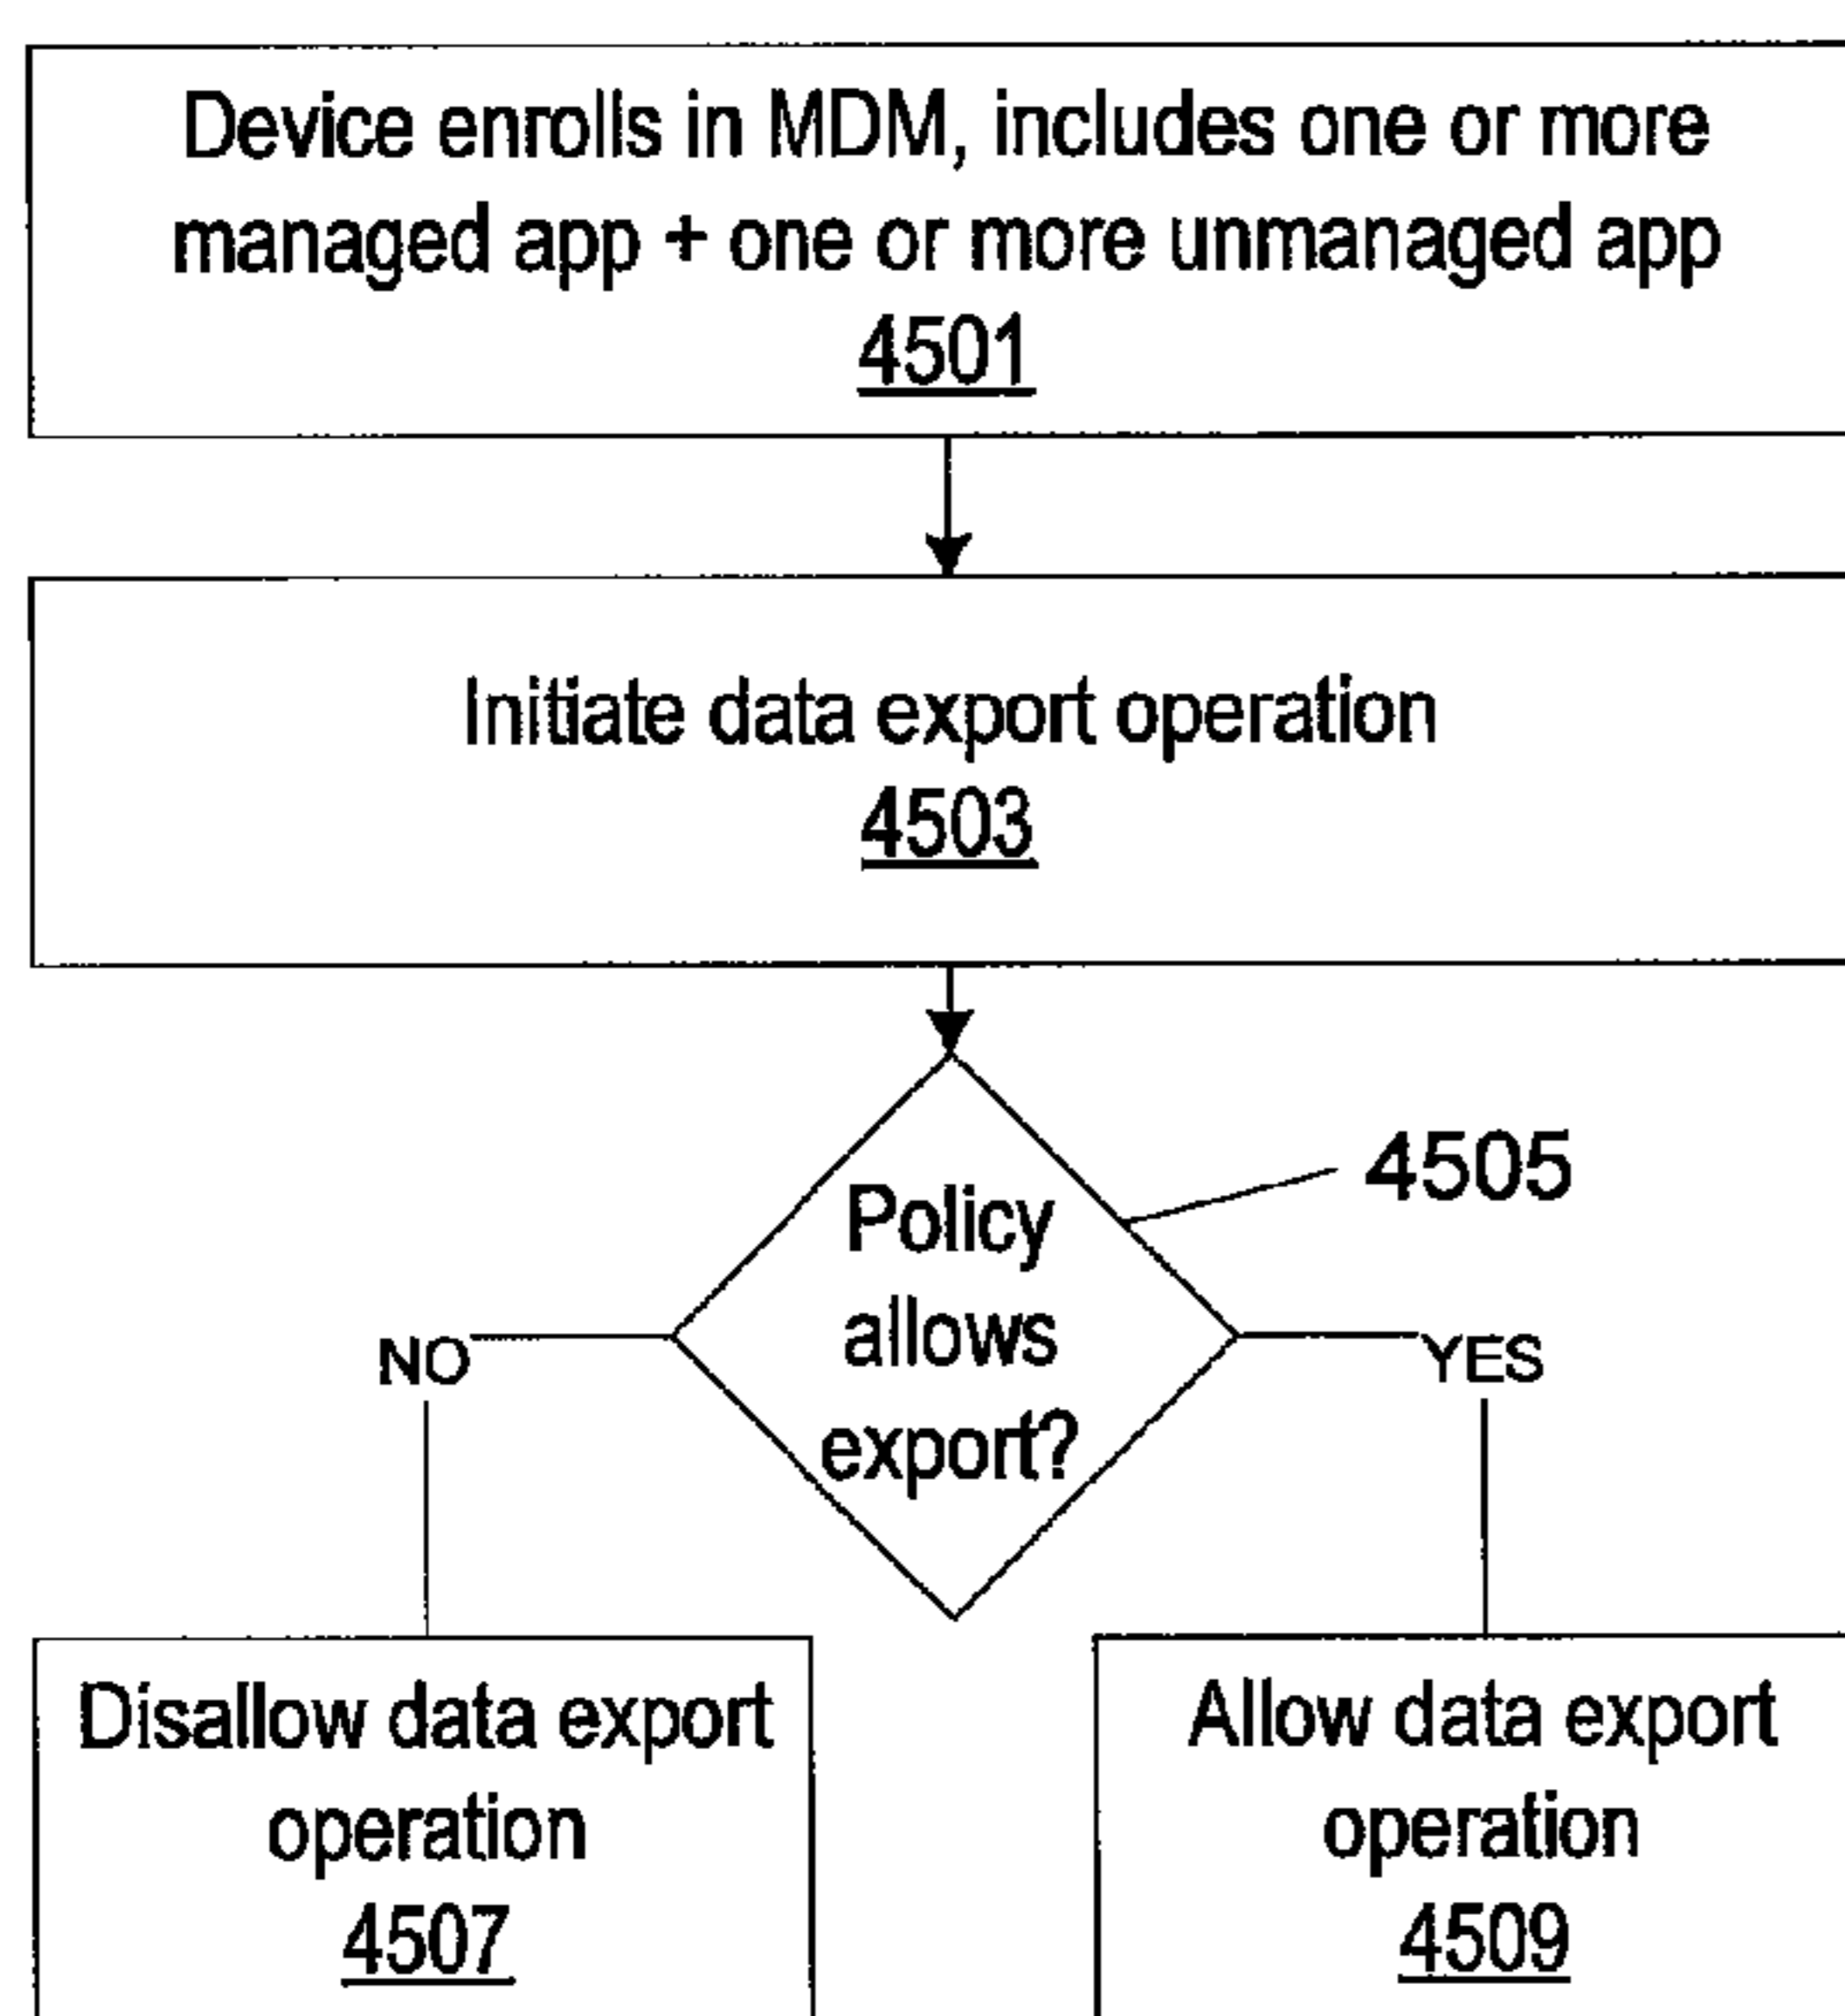 Device enrolls in MDM, includes one or more
managed app + one or more unmanaged app
4501
Initiate data export operation
4503
4505
Policy
allows
export?
NO
YES
Disallow data export
operation
4507
Allow data export
operation
4509